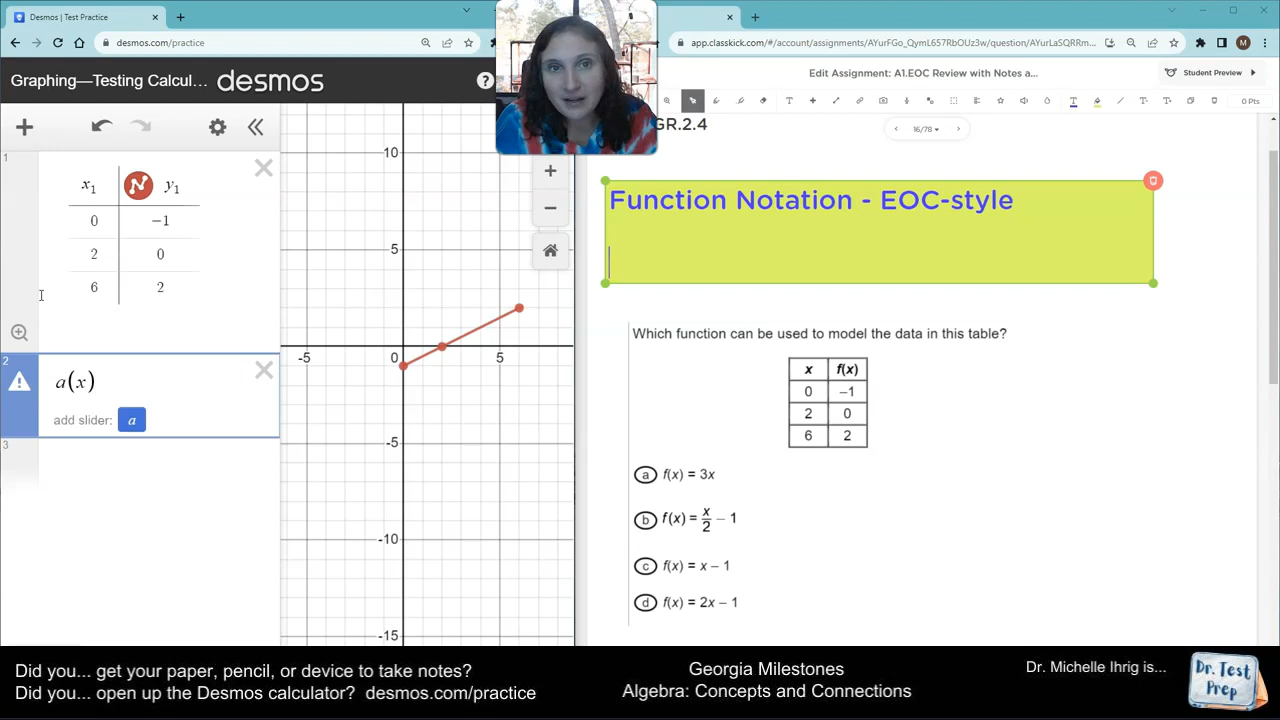 Desmos | Test Practice
desmos.com/practice
app.classkick.com/#/account/assignments/AYurFGo_QymL657RbOUz3w/question/AYurLaSQRRm...
M
Graphing—Testing Calcul...
desmos
?
Edit Assignment: A1.EOC Review with Notes a...
Student Preview
0 Pts
GR.2.4
16/78
1
x1 y1
0 −1
2 0
6 2
2
a(x)
add slider: a
3
10
5
-5 0 5
-5
-10
-15
Function Notation - EOC-style
Which function can be used to model the data in this table?
x f(x)
0 −1
2 0
6 2
a f(x) = 3x
b f(x) = x/2 − 1
c f(x) = x − 1
d f(x) = 2x − 1
Did you... get your paper, pencil, or device to take notes?
Did you... open up the Desmos calculator? desmos.com/practice
Georgia Milestones
Algebra: Concepts and Connections
Dr. Michelle Ihrig is...
Dr. Test
Prep